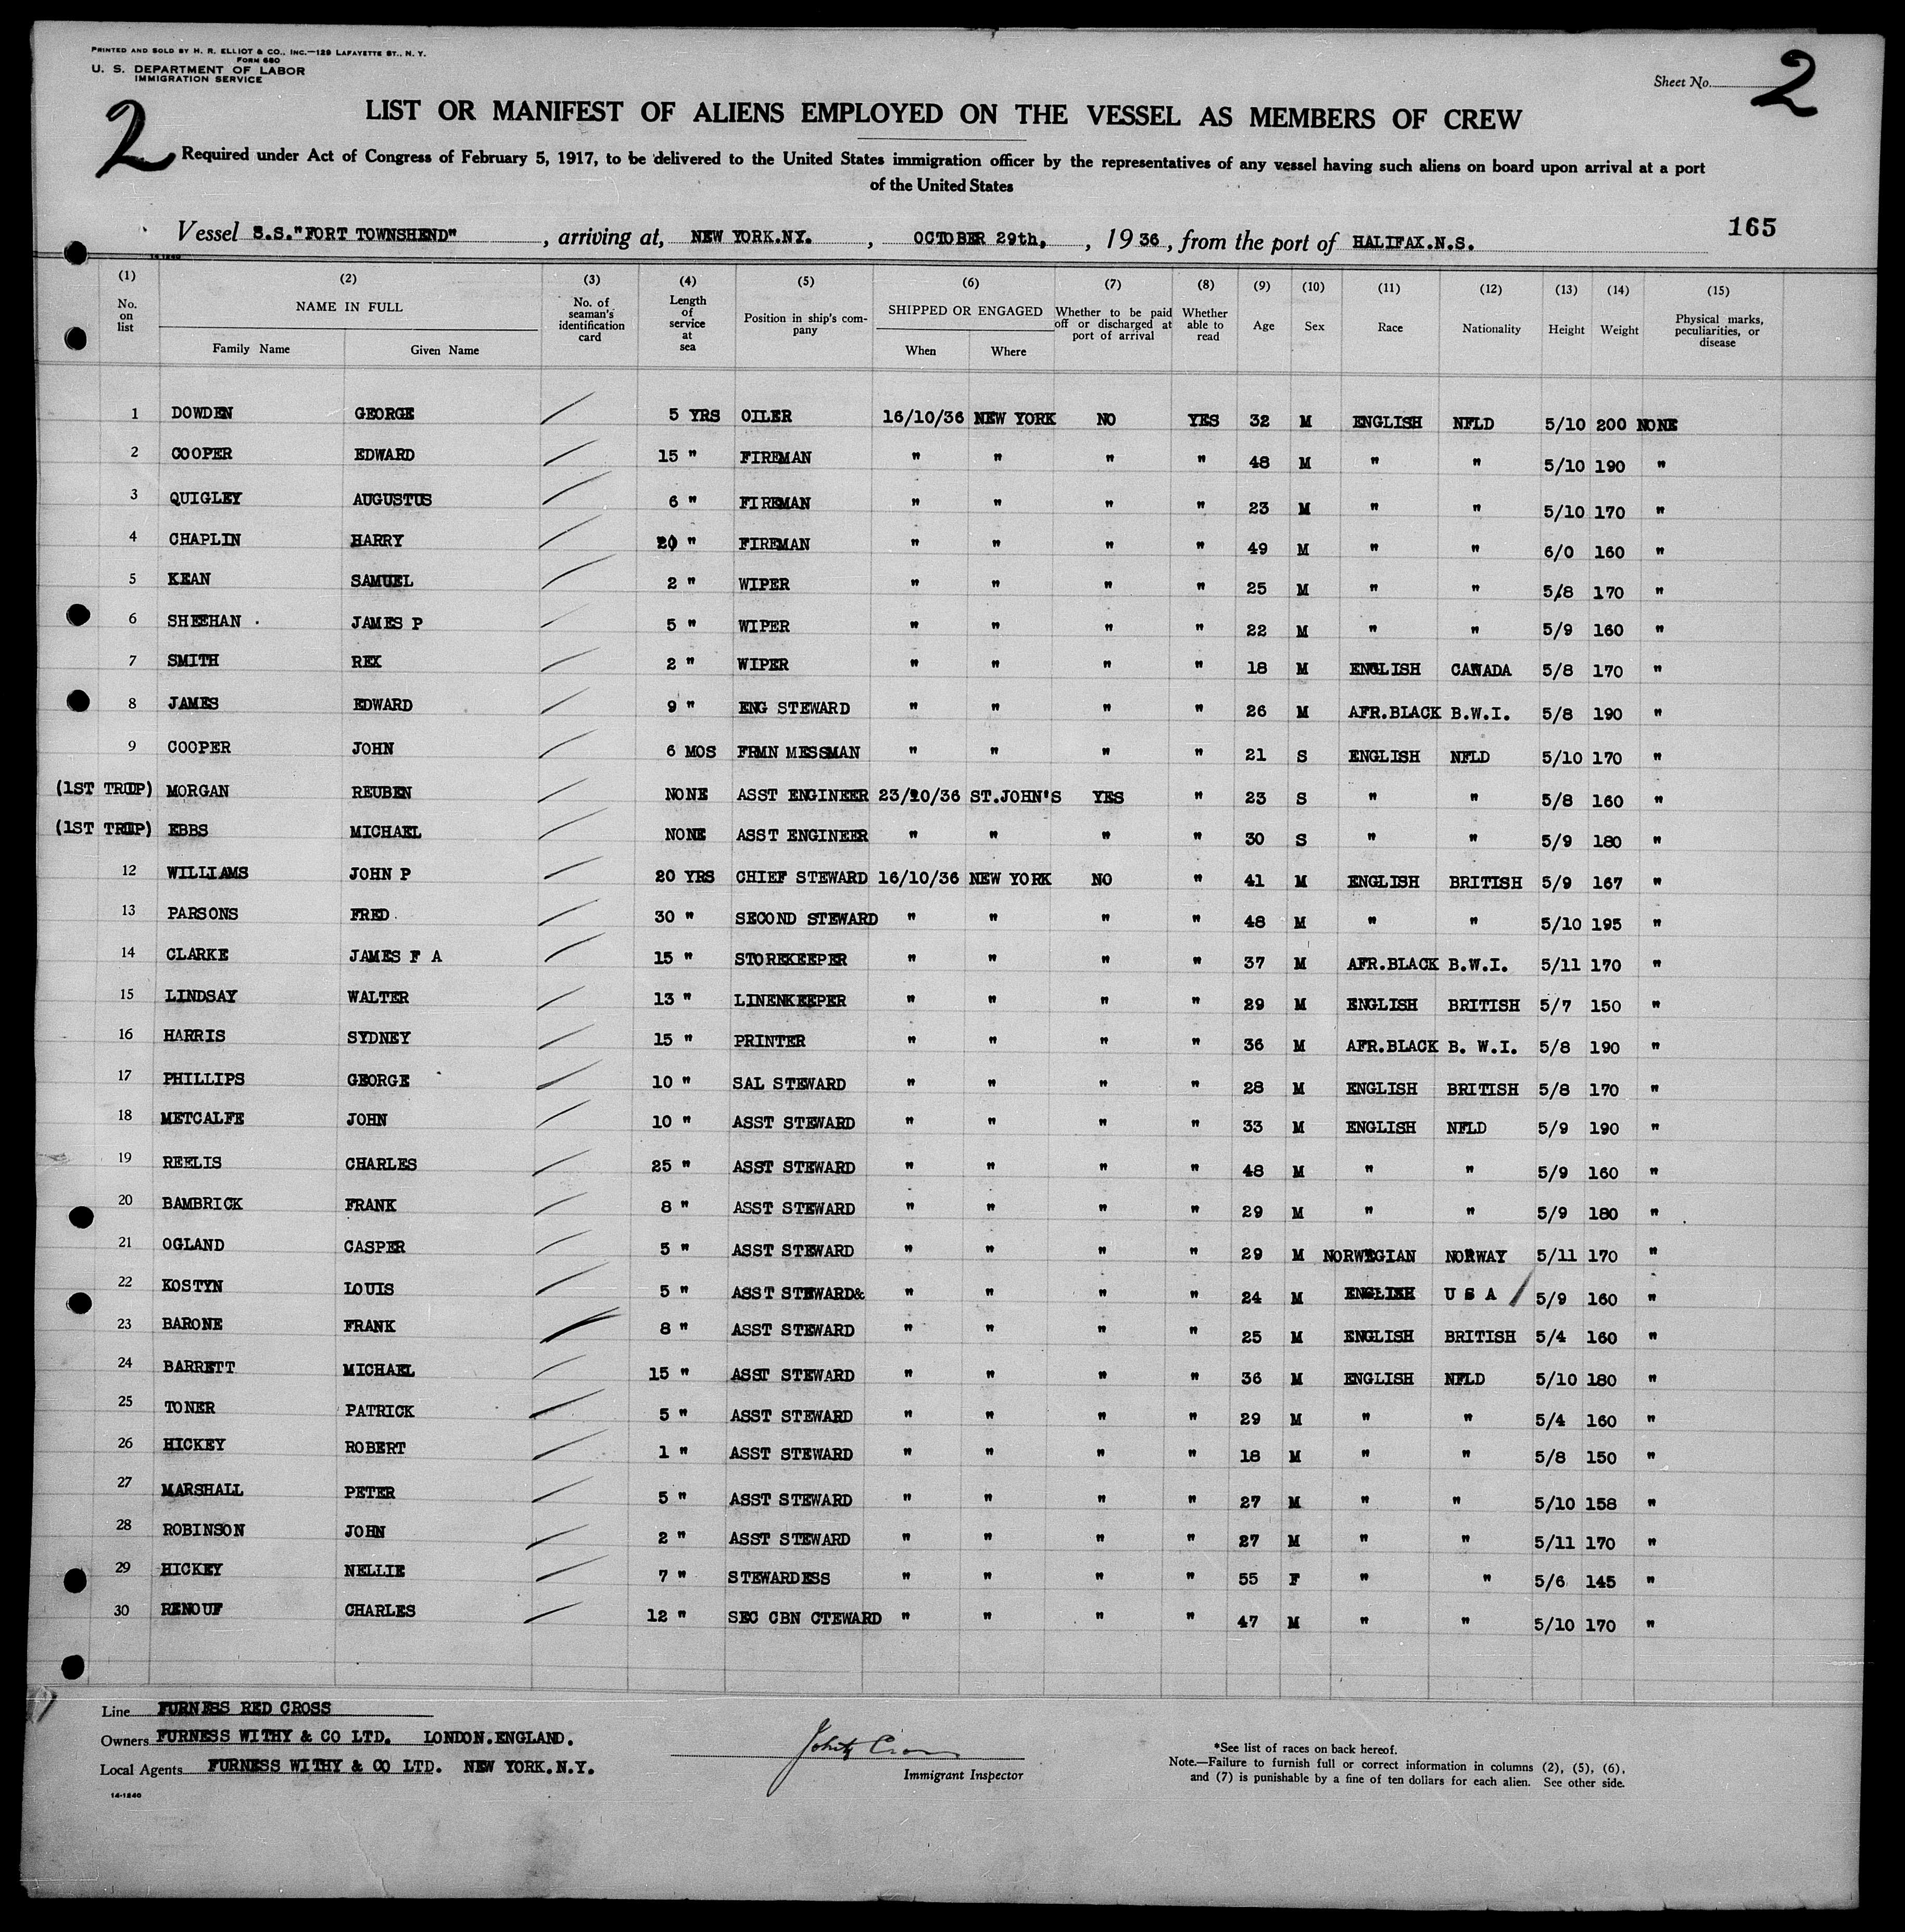 PRINTED AND SOLD BY H. R. ELLIOT & CO., INC.—129 LAFAYETTE ST., N. Y.
FORM 680
U. S. DEPARTMENT OF LABOR
IMMIGRATION SERVICE
Sheet No. 2
2
LIST OR MANIFEST OF ALIENS EMPLOYED ON THE VESSEL AS MEMBERS OF CREW
Required under Act of Congress of February 5, 1917, to be delivered to the United States immigration officer by the representatives of any vessel having such aliens on board upon arrival at a port
of the United States
165
Vessel S.S."FORT TOWNSHEND" , arriving at, NEW YORK.NY. , OCTOBER 29th, , 1936 , from the port of HALIFAX.N.S.
14-1240
(1) (2) (3) (4) (5) (6) (7) (8) (9) (10) (11) (12) (13) (14) (15)
No. on list NAME IN FULL Family Name Given Name No. of seaman's identification card Length of service at sea Position in ship's company SHIPPED OR ENGAGED When Where Whether to be paid off or discharged at port of arrival Whether able to read Age Sex Race Nationality Height Weight Physical marks, peculiarities, or disease
1 DOWDEN GEORGE 5 YRS OILER 16/10/36 NEW YORK NO YES 32 M ENGLISH NFLD 5/10 200 NONE
2 COOPER EDWARD 15 " FIREMAN " " " " 48 M " " 5/10 190 "
3 QUIGLEY AUGUSTUS 6 " FIREMAN " " " " 23 M " " 5/10 170 "
4 CHAPLIN HARRY 20 " FIREMAN " " " " 49 M " " 6/0 160 "
5 KEAN SAMUEL 2 " WIPER " " " " 25 M " " 5/8 170 "
6 SHEEHAN JAMES P 5 " WIPER " " " " 22 M " " 5/9 160 "
7 SMITH REX 2 " WIPER " " " " 18 M ENGLISH CANADA 5/8 170 "
8 JAMES EDWARD 9 " ENG STEWARD " " " " 26 M AFR.BLACK B.W.I. 5/8 190 "
9 COOPER JOHN 6 MOS FRMN MESSMAN " " " " 21 S ENGLISH NFLD 5/10 170 "
(1ST TRIP) MORGAN REUBEN NONE ASST ENGINEER 23/10/36 ST.JOHN'S YES " 23 S " " 5/8 160 "
(1ST TRIP) EBBS MICHAEL NONE ASST ENGINEER " " " " 30 S " " 5/9 180 "
12 WILLIAMS JOHN P 20 YRS CHIEF STEWARD 16/10/36 NEW YORK NO " 41 M ENGLISH BRITISH 5/9 167 "
13 PARSONS FRED 30 " SECOND STEWARD " " " " 48 M " " 5/10 195 "
14 CLARKE JAMES F A 15 " STOREKEEPER " " " " 37 M AFR.BLACK B.W.I. 5/11 170 "
15 LINDSAY WALTER 13 " LINENKEEPER " " " " 29 M ENGLISH BRITISH 5/7 150 "
16 HARRIS SYDNEY 15 " PRINTER " " " " 36 M AFR.BLACK B. W.I. 5/8 190 "
17 PHILLIPS GEORGE 10 " SAL STEWARD " " " " 28 M ENGLISH BRITISH 5/8 170 "
18 METCALFE JOHN 10 " ASST STEWARD " " " " 33 M ENGLISH NFLD 5/9 190 "
19 REELIS CHARLES 25 " ASST STEWARD " " " " 48 M " " 5/9 160 "
20 BAMBRICK FRANK 8 " ASST STEWARD " " " " 29 M " " 5/9 180 "
21 OGLAND CASPER 5 " ASST STEWARD " " " " 29 M NORWEGIAN NORWAY 5/11 170 "
22 KOSTYN LOUIS 5 " ASST STEWARD& " " " " 24 M ENGLISH U S A 5/9 160 "
23 BARONE FRANK 8 " ASST STEWARD " " " " 25 M ENGLISH BRITISH 5/4 160 "
24 BARRETT MICHAEL 15 " ASST STEWARD " " " " 36 M ENGLISH NFLD 5/10 180 "
25 TONER PATRICK 5 " ASST STEWARD " " " " 29 M " " 5/4 160 "
26 HICKEY ROBERT 1 " ASST STEWARD " " " " 18 M " " 5/8 150 "
27 MARSHALL PETER 5 " ASST STEWARD " " " " 27 M " " 5/10 158 "
28 ROBINSON JOHN 2 " ASST STEWARD " " " " 27 M " " 5/11 170 "
29 HICKEY NELLIE 7 " STEWARDESS " " " " 55 F " " 5/6 145 "
30 RENOUF CHARLES 12 " SEC CBN CTEWARD " " " " 47 M " " 5/10 170 "
Line FURNESS RED CROSS
Owners FURNESS WITHY & CO LTD. LONDON.ENGLAND.
Local Agents FURNESS WITHY & CO LTD. NEW YORK.N.Y.
14-1240
Immigrant Inspector
*See list of races on back hereof.
Note.—Failure to furnish full or correct information in columns (2), (5), (6),
and (7) is punishable by a fine of ten dollars for each alien. See other side.